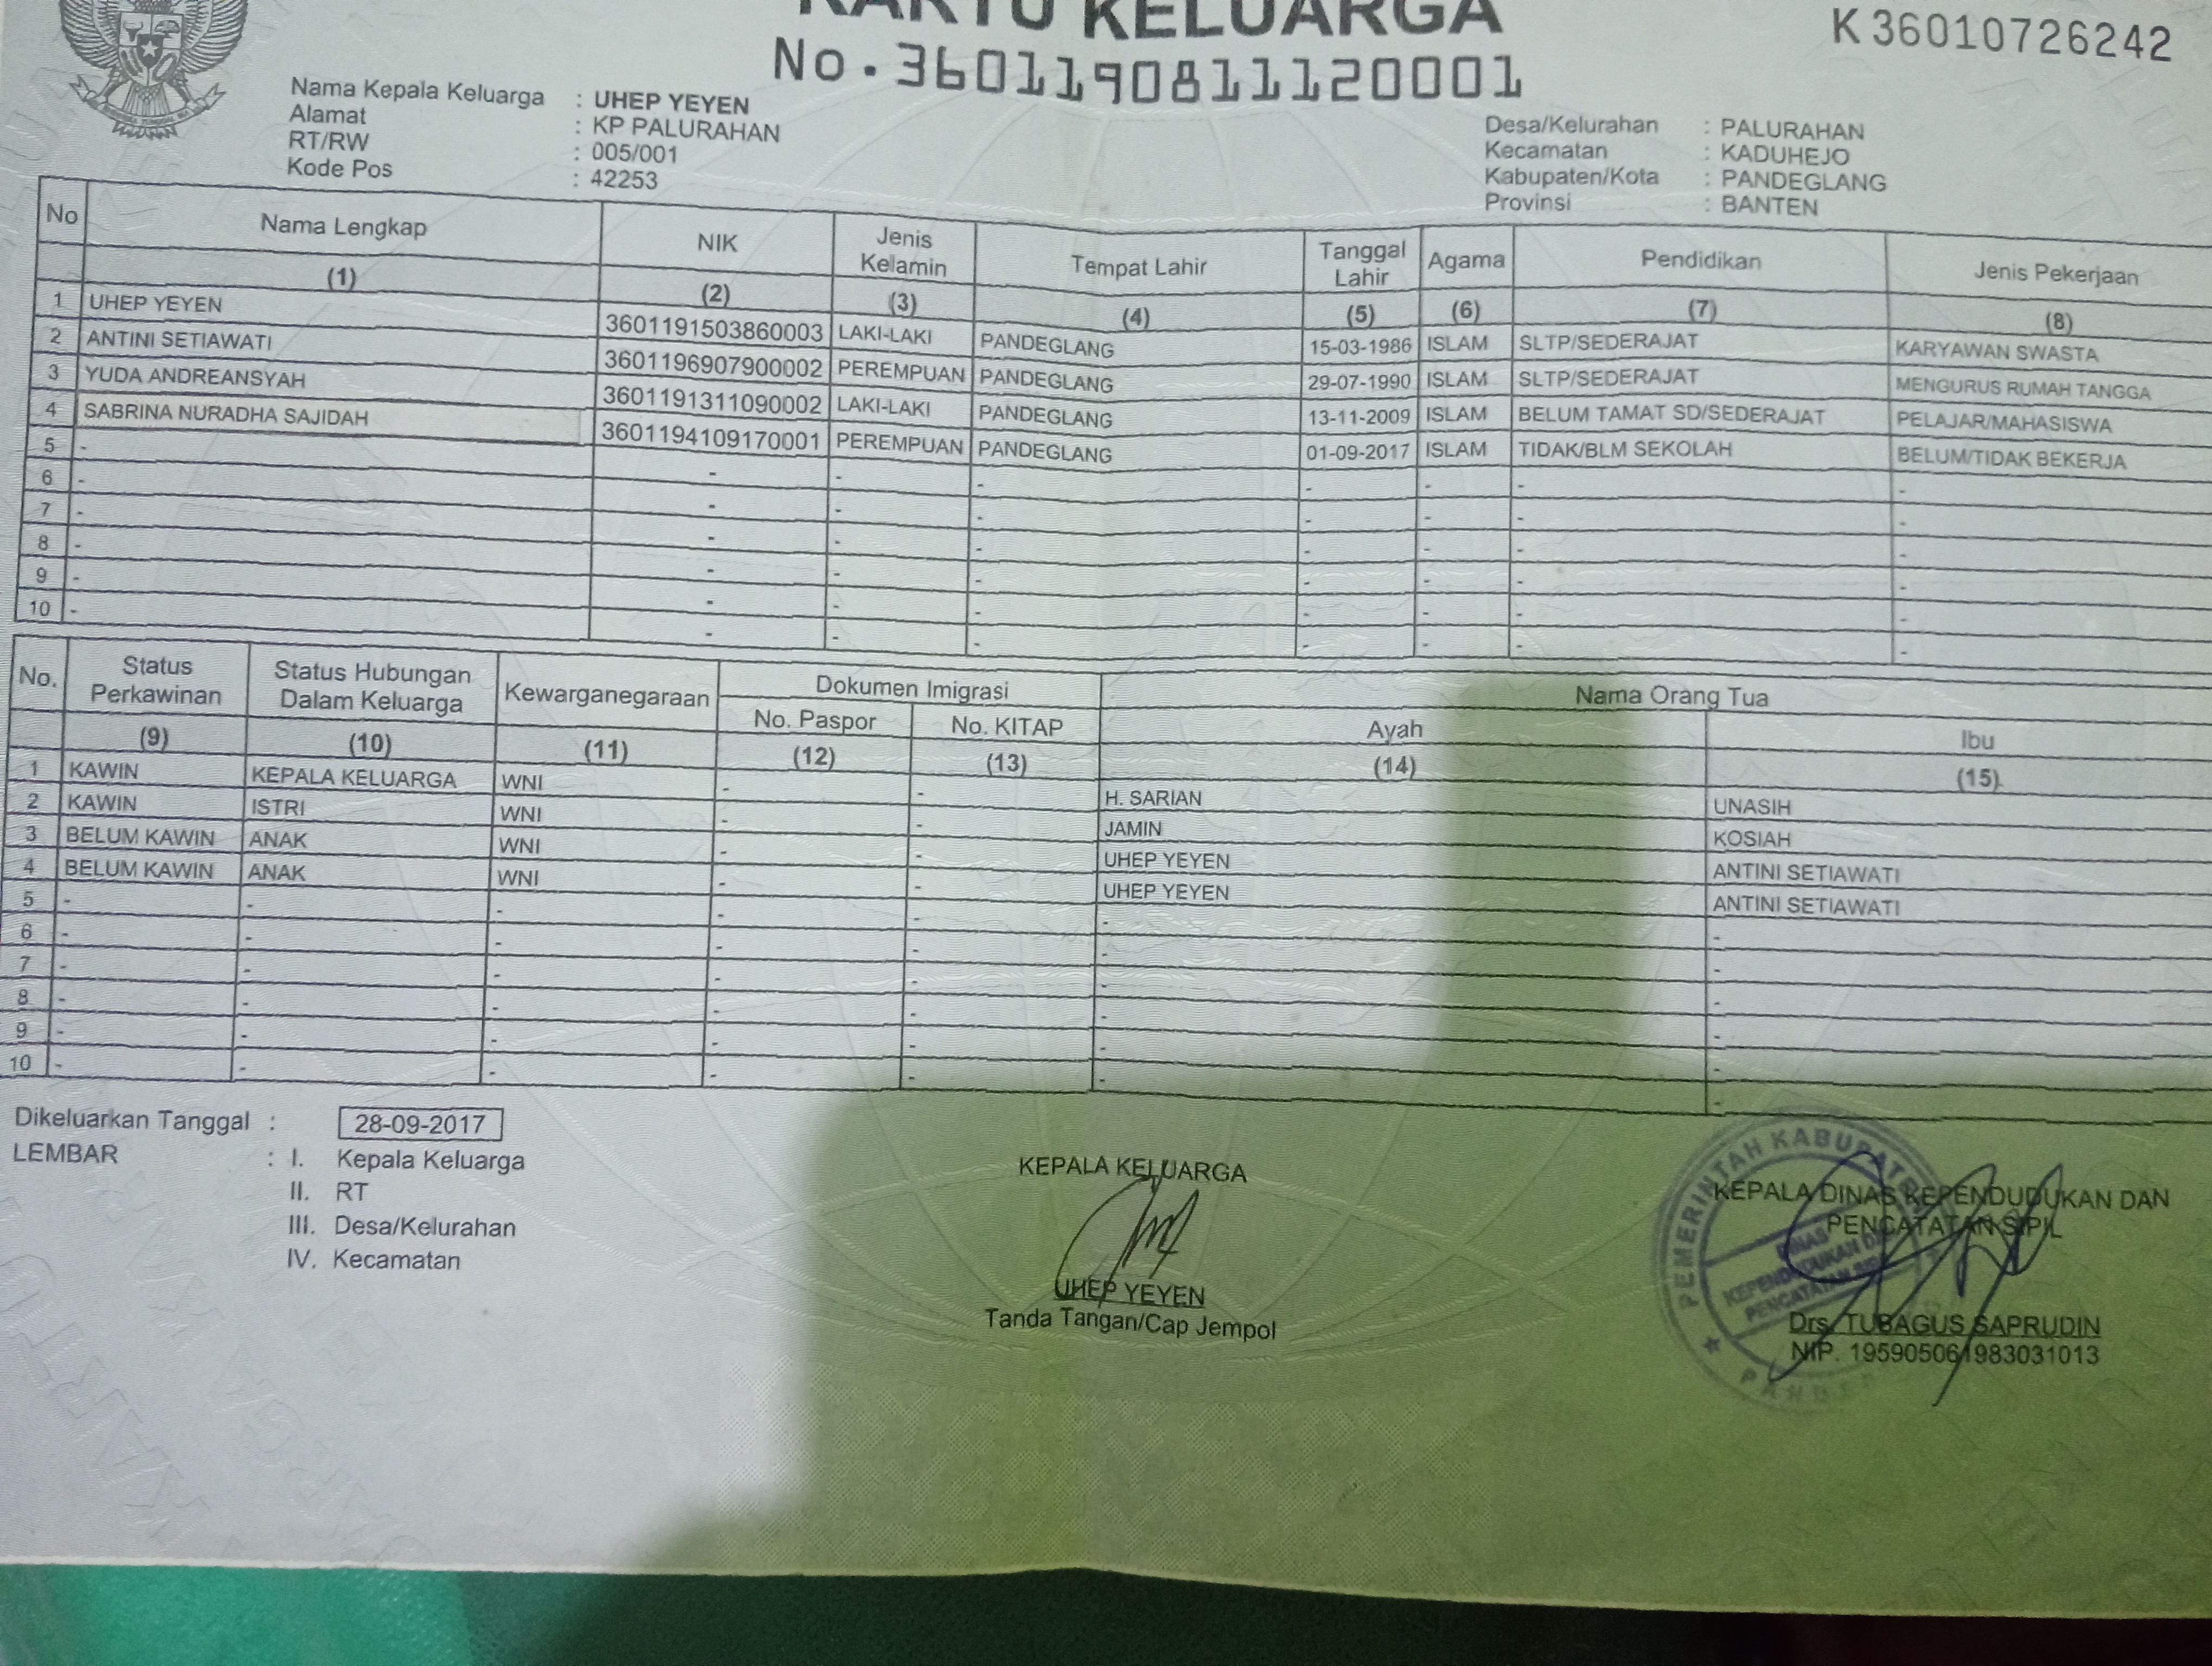 KARTU KELUARGA
No. 3601190811120001
K 36010726242
Nama Kepala Keluarga : UHEP YEYEN
Alamat : KP PALURAHAN
RT/RW : 005/001
Kode Pos : 42253
Desa/Kelurahan : PALURAHAN
Kecamatan : KADUHEJO
Kabupaten/Kota : PANDEGLANG
Provinsi : BANTEN
No Nama Lengkap NIK Jenis Kelamin Tempat Lahir Tanggal Lahir Agama Pendidikan Jenis Pekerjaan
(1) (2) (3) (4) (5) (6) (7) (8)
1 UHEP YEYEN 3601191503860003 LAKI-LAKI PANDEGLANG 15-03-1986 ISLAM SLTP/SEDERAJAT KARYAWAN SWASTA
2 ANTINI SETIAWATI 3601196907900002 PEREMPUAN PANDEGLANG 29-07-1990 ISLAM SLTP/SEDERAJAT MENGURUS RUMAH TANGGA
3 YUDA ANDREANSYAH 3601191311090002 LAKI-LAKI PANDEGLANG 13-11-2009 ISLAM BELUM TAMAT SD/SEDERAJAT PELAJAR/MAHASISWA
4 SABRINA NURADHA SAJIDAH 3601194109170001 PEREMPUAN PANDEGLANG 01-09-2017 ISLAM TIDAK/BLM SEKOLAH BELUM/TIDAK BEKERJA
5 - - - - - - - -
6 - - - - - - - -
7 - - - - - - - -
8 - - - - - - - -
9 - - - - - - - -
10 - - - - - - - -
No. Status Perkawinan Status Hubungan Dalam Keluarga Kewarganegaraan Dokumen Imigrasi Nama Orang Tua
No. Paspor No. KITAP Ayah Ibu
(9) (10) (11) (12) (13) (14) (15)
1 KAWIN KEPALA KELUARGA WNI - - H. SARIAN UNASIH
2 KAWIN ISTRI WNI - - JAMIN KOSIAH
3 BELUM KAWIN ANAK WNI - - UHEP YEYEN ANTINI SETIAWATI
4 BELUM KAWIN ANAK WNI - - UHEP YEYEN ANTINI SETIAWATI
5 - - - - - - -
6 - - - - - - -
7 - - - - - - -
8 - - - - - - -
9 - - - - - - -
10 - - - - - - -
Dikeluarkan Tanggal : 28-09-2017
LEMBAR : I. Kepala Keluarga
II. RT
III. Desa/Kelurahan
IV. Kecamatan
KEPALA KELUARGA
UHEP YEYEN
Tanda Tangan/Cap Jempol
KEPALA DINAS KEPENDUDUKAN DAN
PENCATATAN SIPIL
PEMERINTAH KABUPATEN
DINAS
KEPENDUDUKAN DAN
PENCATATAN SIPIL
Drs. TUBAGUS SAPRUDIN
NIP. 195905061983031013